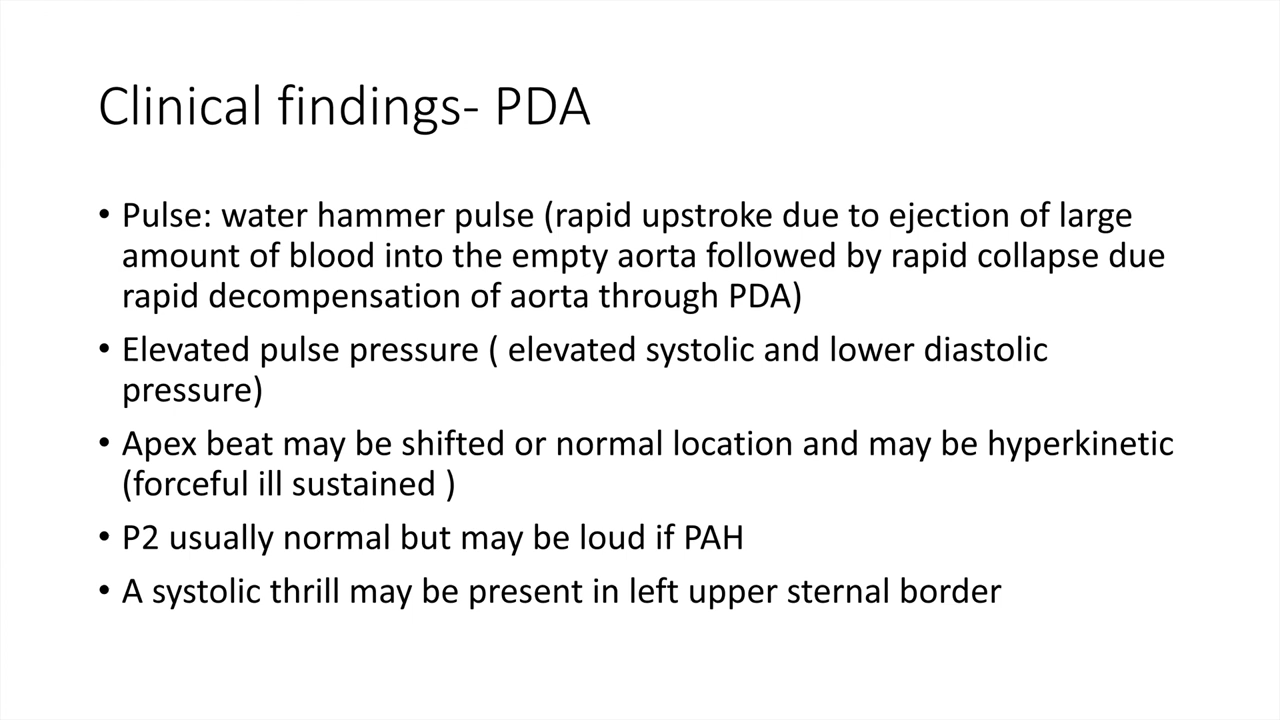 Clinical findings- PDA
• Pulse: water hammer pulse (rapid upstroke due to ejection of large
amount of blood into the empty aorta followed by rapid collapse due
rapid decompensation of aorta through PDA)
• Elevated pulse pressure ( elevated systolic and lower diastolic
pressure)
• Apex beat may be shifted or normal location and may be hyperkinetic
(forceful ill sustained )
• P2 usually normal but may be loud if PAH
• A systolic thrill may be present in left upper sternal border